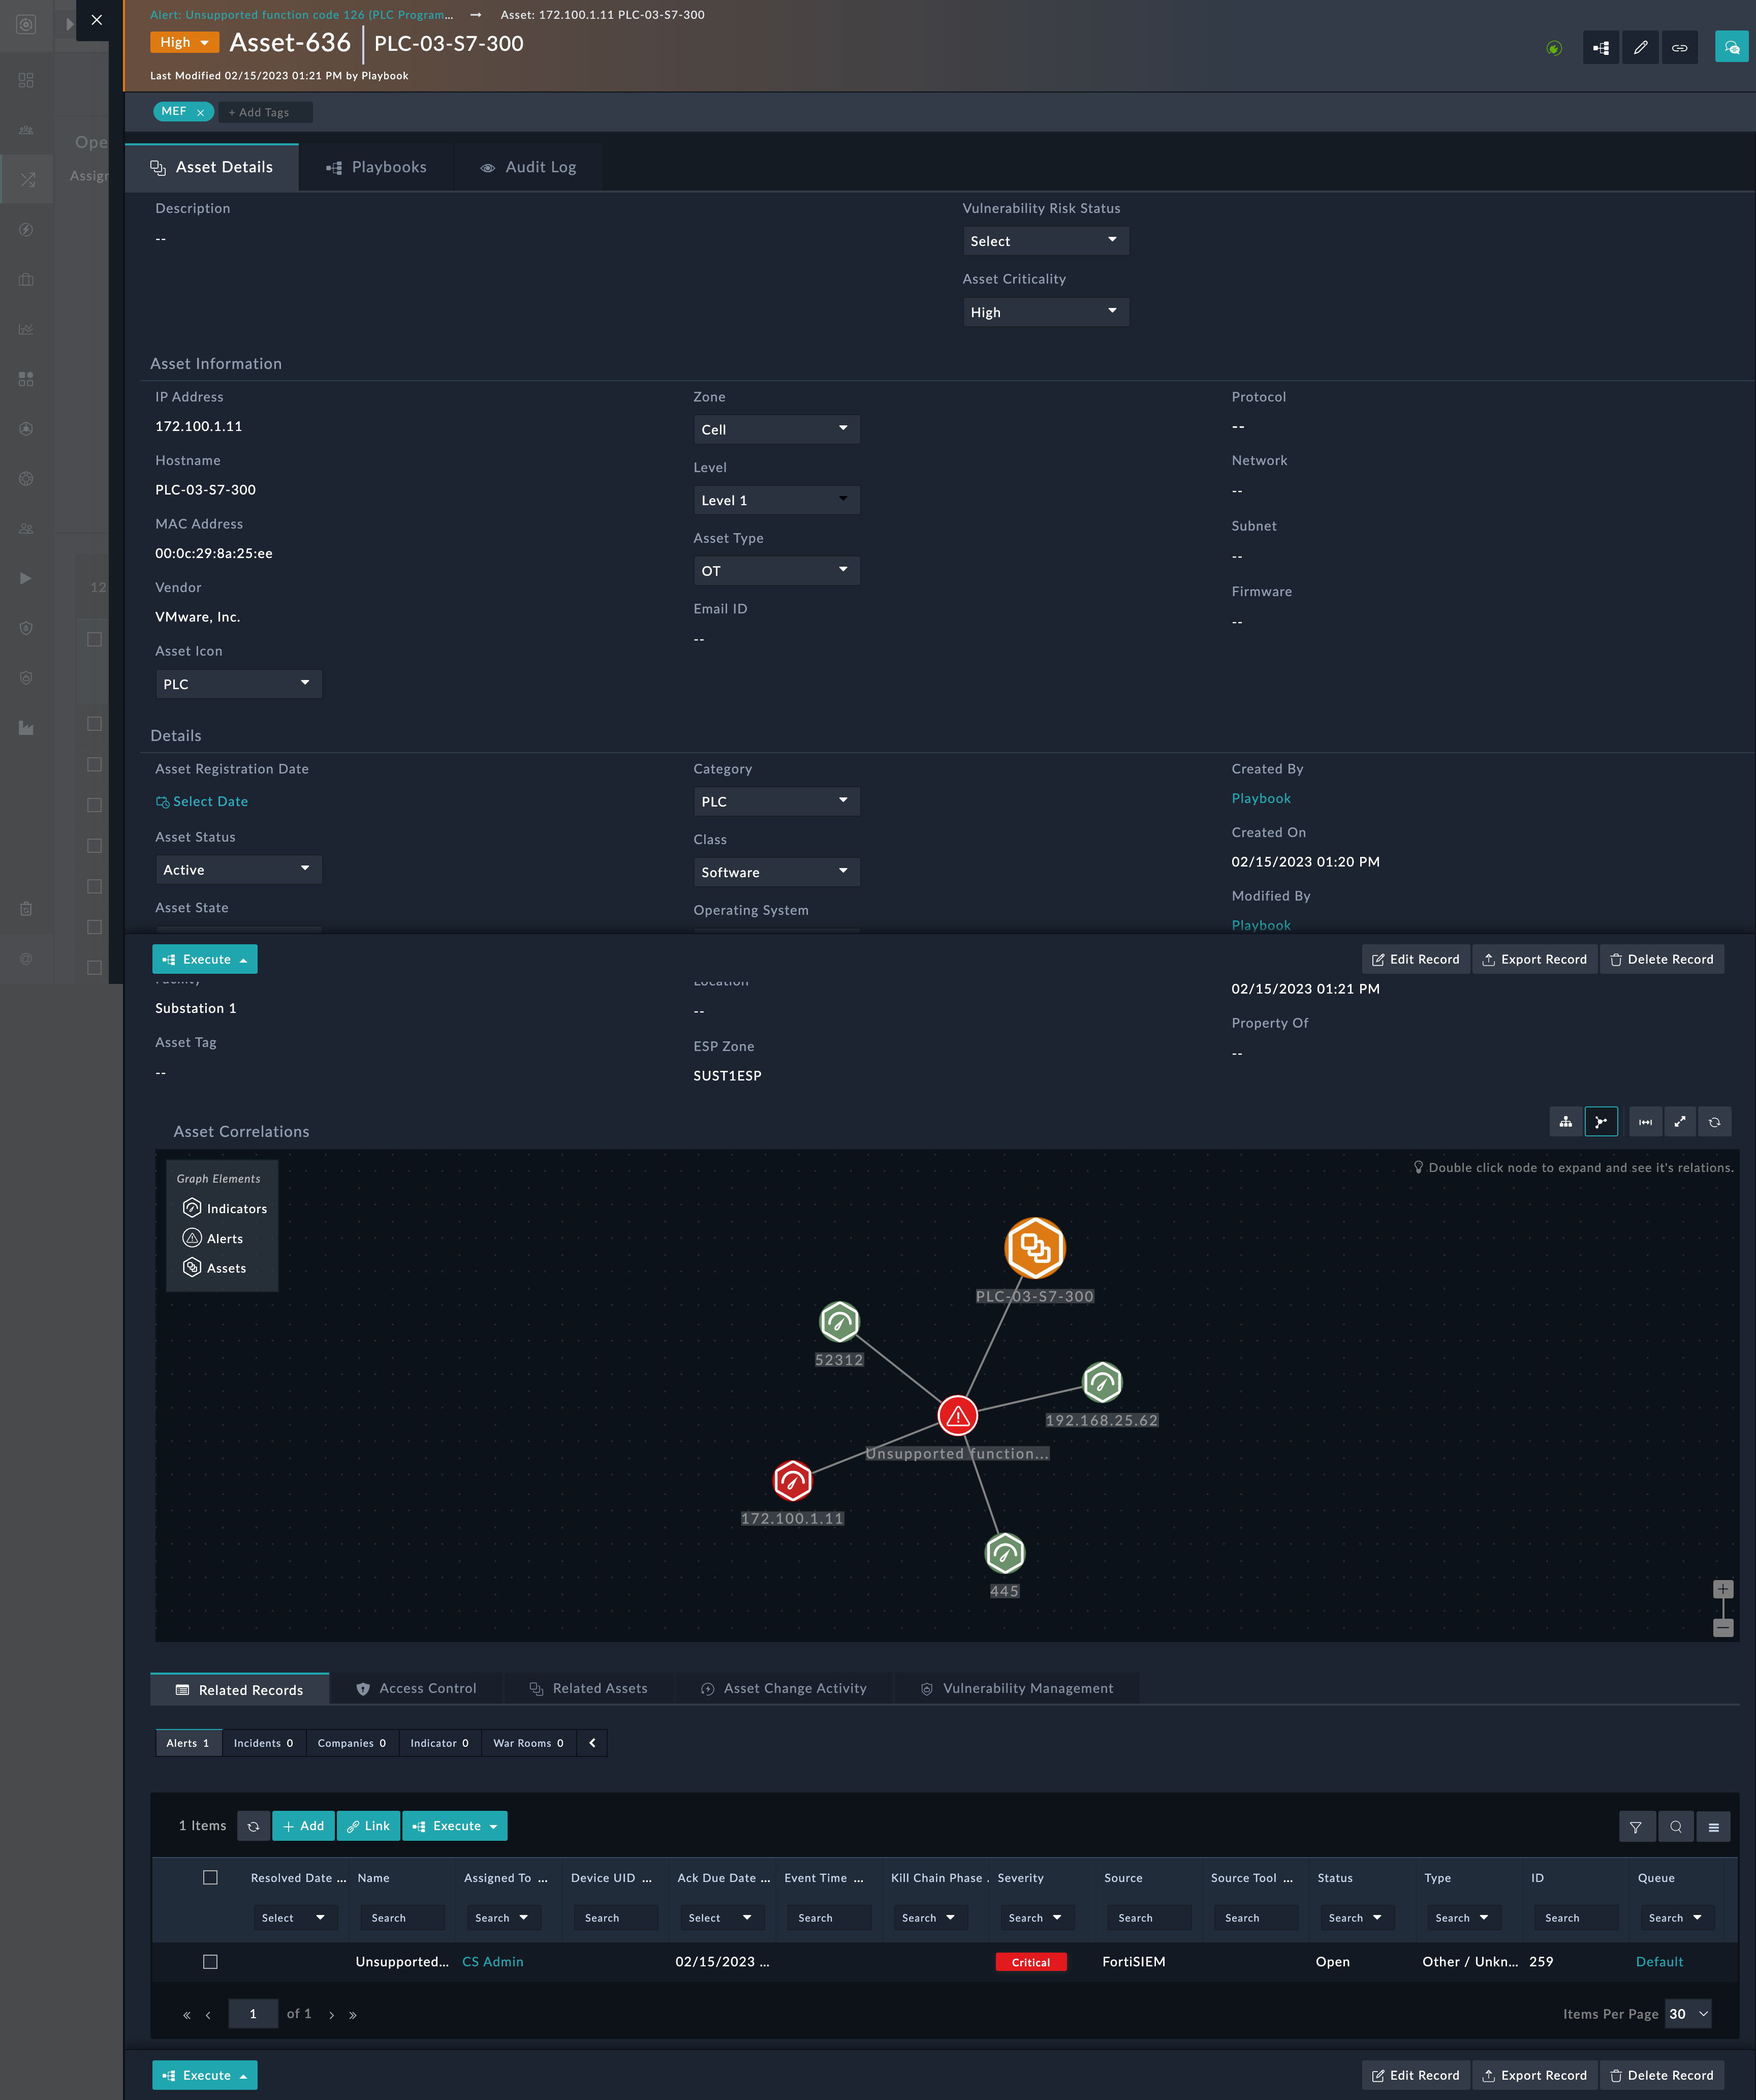 Alert: Unsupported function code 126 (PLC Program... → Asset: 172.100.1.11 PLC-03-S7-300
High Asset-636 PLC-03-S7-300
Last Modified 02/15/2023 01:21 PM by Playbook
MEF × + Add Tags
Ope
Assign
12
Asset Details Playbooks Audit Log
Description
--
Vulnerability Risk Status
Select
Asset Criticality
High
Asset Information
IP Address
172.100.1.11
Hostname
PLC-03-S7-300
MAC Address
00:0c:29:8a:25:ee
Vendor
VMware, Inc.
Asset Icon
PLC
Zone
Cell
Level
Level 1
Asset Type
OT
Email ID
--
Protocol
--
Network
--
Subnet
--
Firmware
--
Details
Asset Registration Date
Select Date
Asset Status
Active
Asset State
Category
PLC
Class
Software
Operating System
Created By
Playbook
Created On
02/15/2023 01:20 PM
Modified By
Playbook
Execute Edit Record Export Record Delete Record
Substation 1
Asset Tag
--
Location
--
ESP Zone
SUST1ESP
02/15/2023 01:21 PM
Property Of
--
Asset Correlations
Double click node to expand and see it's relations.
Graph Elements
Indicators
Alerts
Assets
PLC-03-S7-300
52312
192.168.25.62
Unsupported function...
172.100.1.11
445
Related Records Access Control Related Assets Asset Change Activity Vulnerability Management
Alerts 1 Incidents 0 Companies 0 Indicator 0 War Rooms 0
1 Items + Add Link Execute
Resolved Date ... Name Assigned To ... Device UID ... Ack Due Date ... Event Time ... Kill Chain Phase . Severity Source Source Tool ... Status Type ID Queue
Select Search Search Search Select Search Search Search Search Search Search Search Search Search
Unsupported... CS Admin 02/15/2023 ... Critical FortiSIEM Open Other / Unkn... 259 Default
« ‹ 1 of 1 › » Items Per Page 30
Execute Edit Record Export Record Delete Record